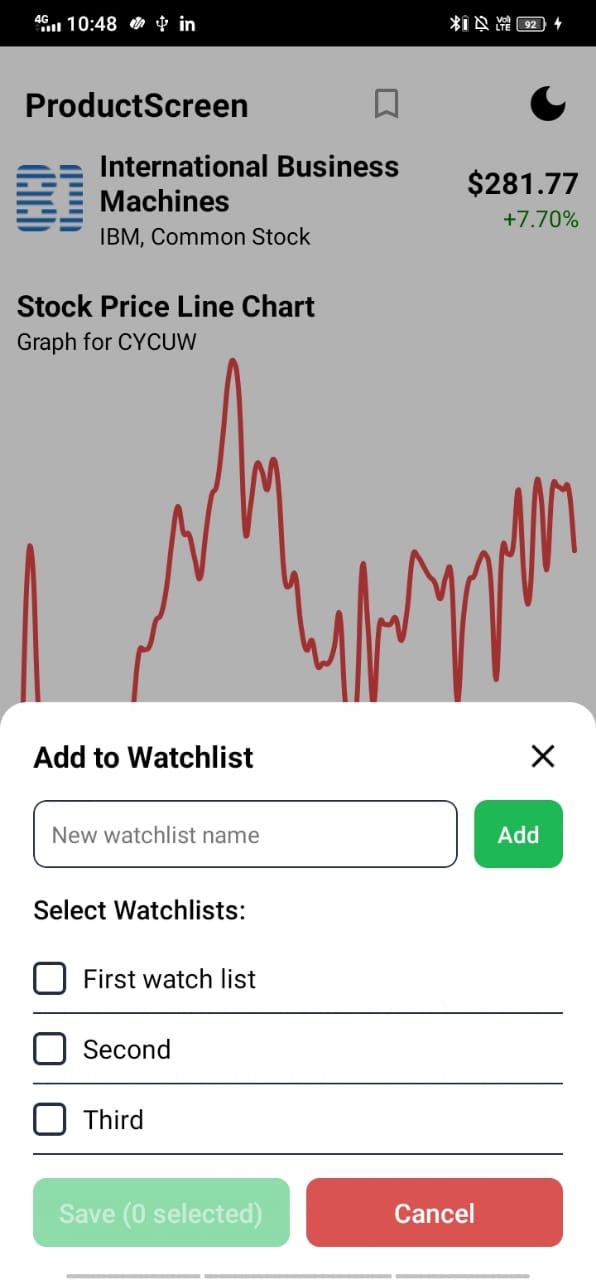 4G 10:48 in VoD LTE 92
ProductScreen
International Business
Machines
$281.77
IBM, Common Stock
+7.70%
Stock Price Line Chart
Graph for CYCUW
Add to Watchlist
New watchlist name
Add
Select Watchlists:
First watch list
Second
Third
Save (0 selected)
Cancel